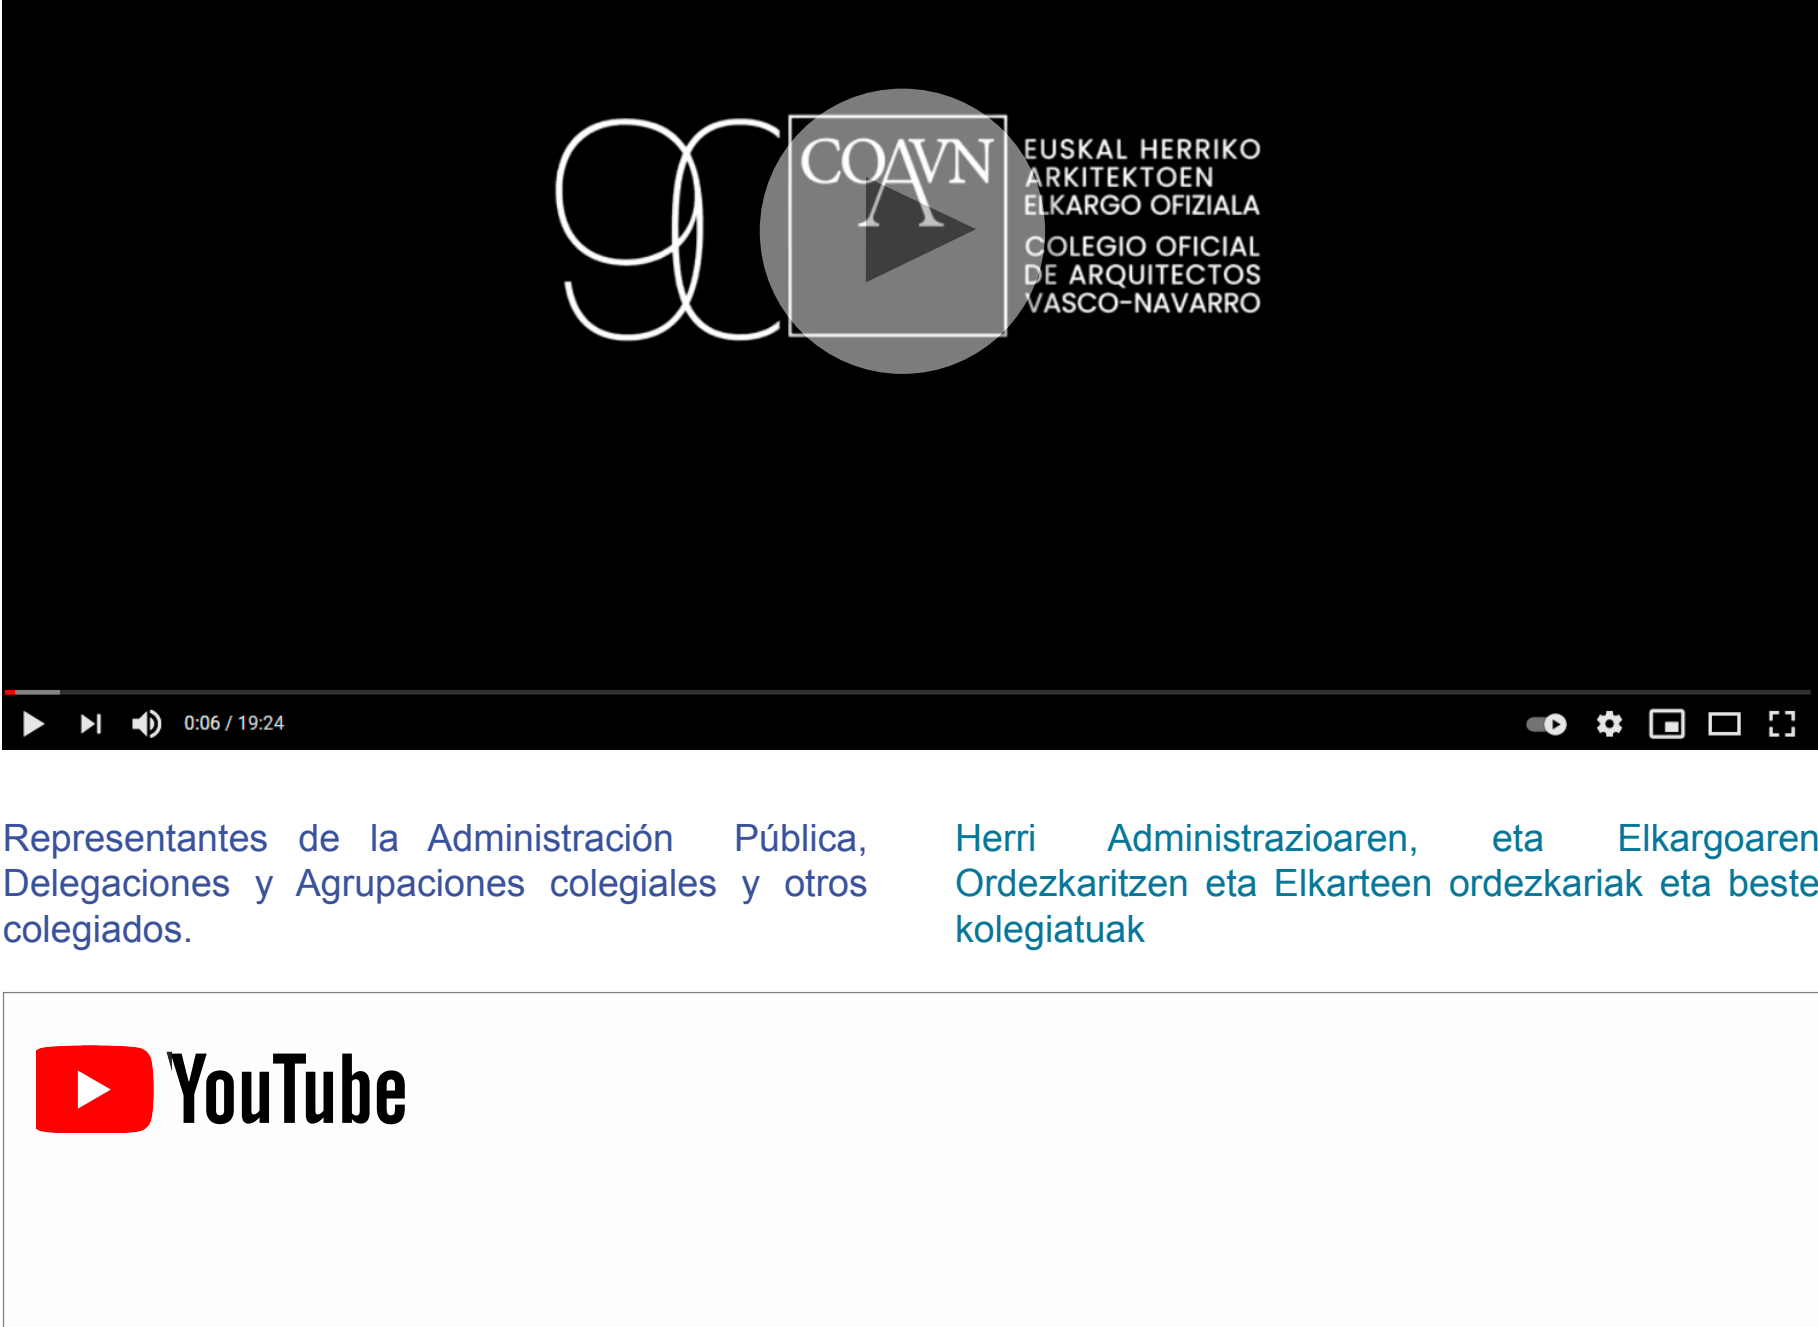 90
COAVN
EUSKAL HERRIKO
ARKITEKTOEN
ELKARGO OFIZIALA
COLEGIO OFICIAL
DE ARQUITECTOS
VASCO-NAVARRO
0:06 / 19:24
Representantes de la Administración Pública,
Delegaciones y Agrupaciones colegiales y otros
colegiados.
Herri Administrazioaren, eta Elkargoaren
Ordezkaritzen eta Elkarteen ordezkariak eta beste
kolegiatuak
YouTube